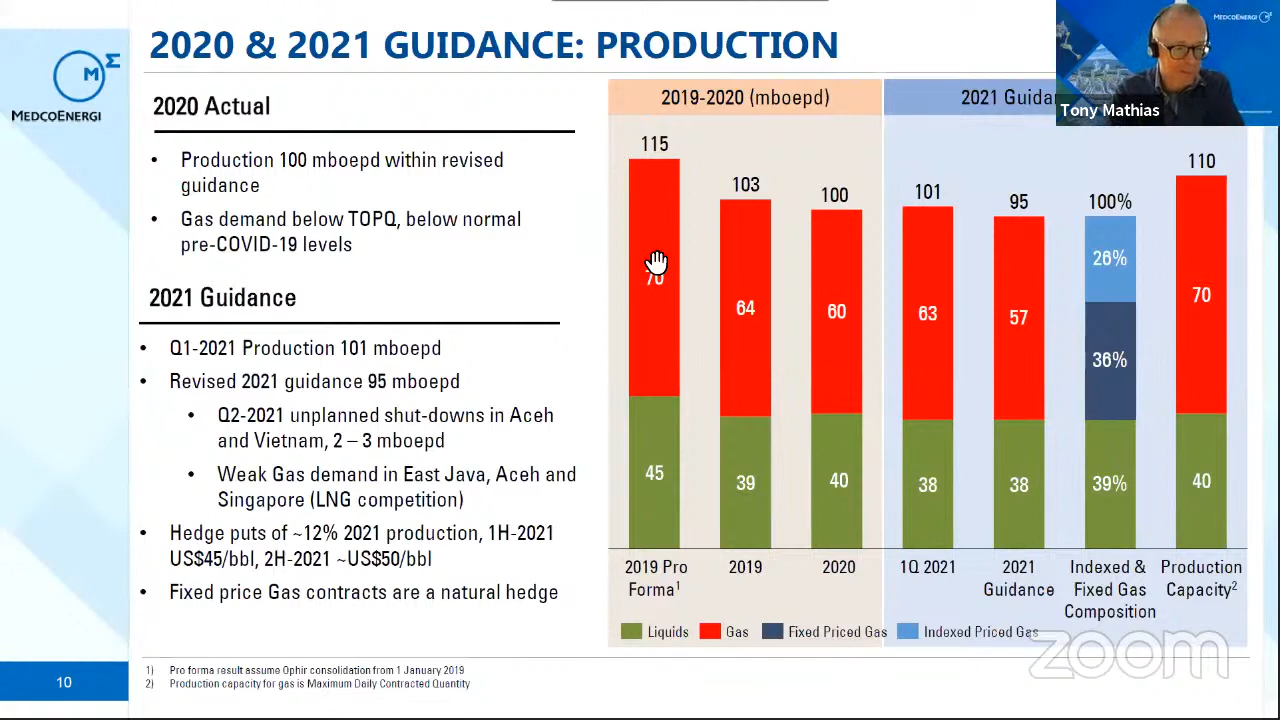 2020 & 2021 GUIDANCE: PRODUCTION
MEDCOENERGI
MEDCOENERGI
Tony Mathias
2020 Actual
• Production 100 mboepd within revised
guidance
• Gas demand below TOPQ, below normal
pre-COVID-19 levels
2021 Guidance
• Q1-2021 Production 101 mboepd
• Revised 2021 guidance 95 mboepd
• Q2-2021 unplanned shut-downs in Aceh
and Vietnam, 2 – 3 mboepd
• Weak Gas demand in East Java, Aceh and
Singapore (LNG competition)
• Hedge puts of ~12% 2021 production, 1H-2021
US$45/bbl, 2H-2021 ~US$50/bbl
• Fixed price Gas contracts are a natural hedge
2019-2020 (mboepd)
2021
115
103
100
101
95
100%
110
70
64
60
63
57
26%
36%
70
45
39
40
38
38
39%
40
2019 Pro
Forma1
2019
2020
1Q 2021
2021
Guidance
Indexed &
Fixed Gas
Composition
Production
Capacity2
Liquids
Gas
Fixed Priced Gas
Indexed Priced Gas
zoom
1) Pro forma result assume Ophir consolidation from 1 January 2019
2) Production capacity for gas is Maximum Daily Contracted Quantity
10